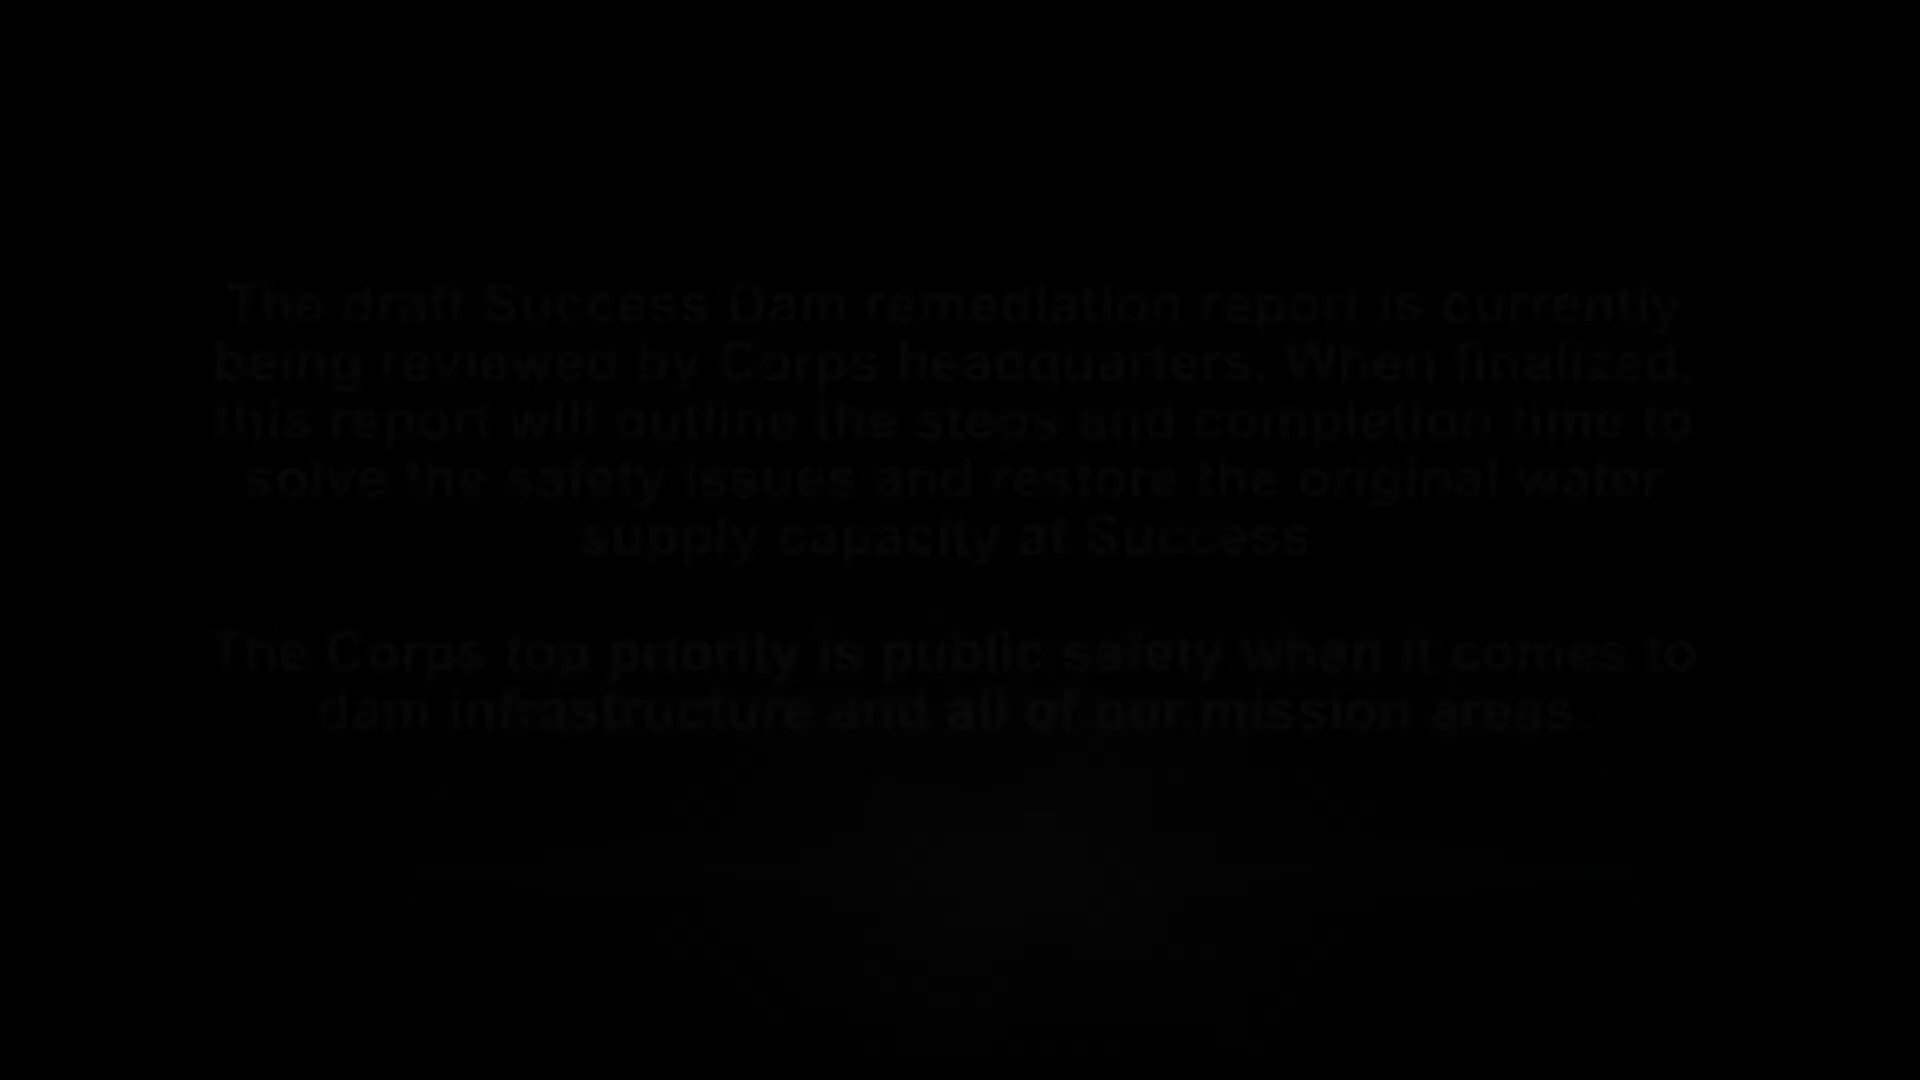 The draft Success Dam remediation report is currently
being reviewed by Corps headquarters. When finalized,
this report will outline the steps and completion time to
solve the safety issues and restore the original water
supply capacity at Success
The Corps top priority is public safety when it comes to
dam infrastructure and all of our mission areas.